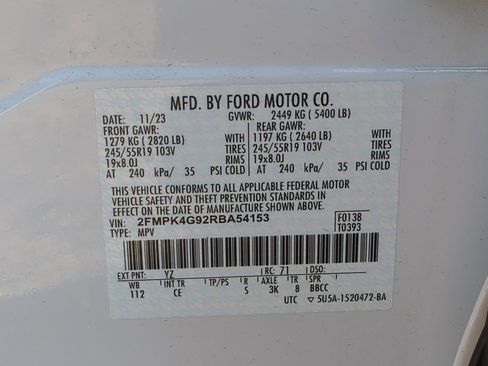 MFD. BY FORD MOTOR CO.
DATE: 11/23 GVWR: 2449 KG ( 5400 LB)
FRONT GAWR: REAR GAWR:
1279 KG ( 2820 LB) WITH 1197 KG ( 2640 LB) WITH
245/55R19 103V TIRES 245/55R19 103V TIRES
19x8.0J RIMS 19x8.0J RIMS
AT 240 kPa/ 35 PSI COLD AT 240 kPa/ 35 PSI COLD
THIS VEHICLE CONFORMS TO ALL APPLICABLE FEDERAL MOTOR
VEHICLE SAFETY AND THEFT PREVENTION STANDARDS IN
EFFECT ON THE DATE OF MANUFACTURE SHOWN ABOVE.
VIN: 2FMPK4G92RBA54153 F0138
TYPE: MPV T0393
EXT PNT: YZ RC: 71 DSO:
WB INT TR TP/PS R AXLE TR SPR
112 CE S 3K 8 BBCC
UTC 5U5A-1520472-BA